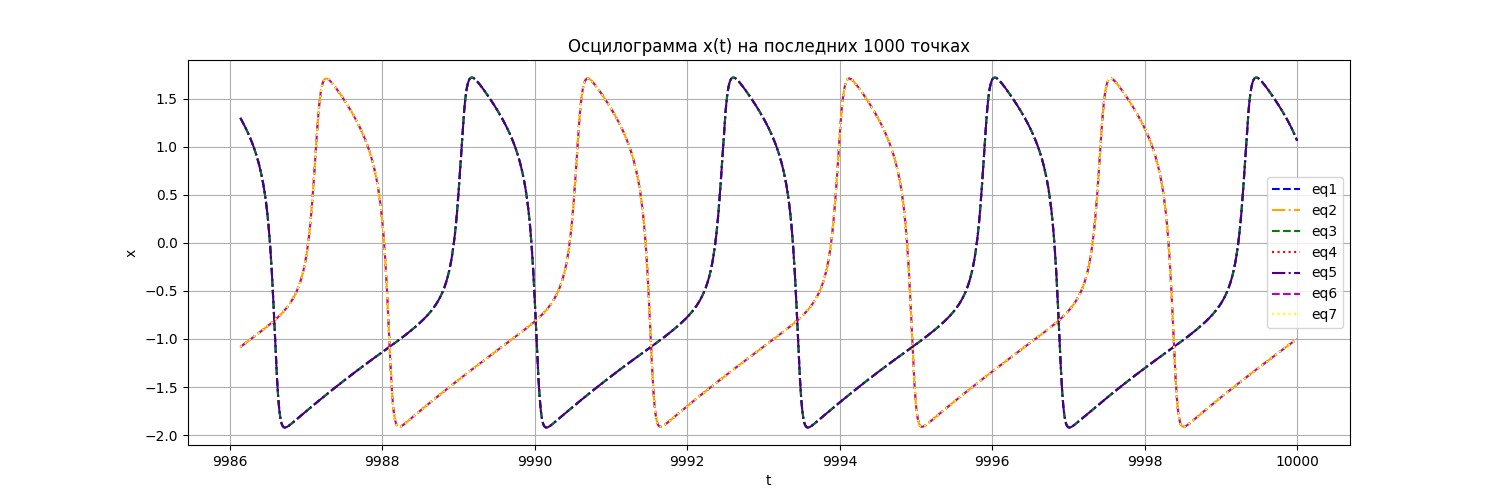 Осцилограмма x(t) на последних 1000 точках
x
1.5
1.0
0.5
0.0
−0.5
−1.0
−1.5
−2.0
eq1
eq2
eq3
eq4
eq5
eq6
eq7
9986
9988
9990
9992
9994
9996
9998
10000
t